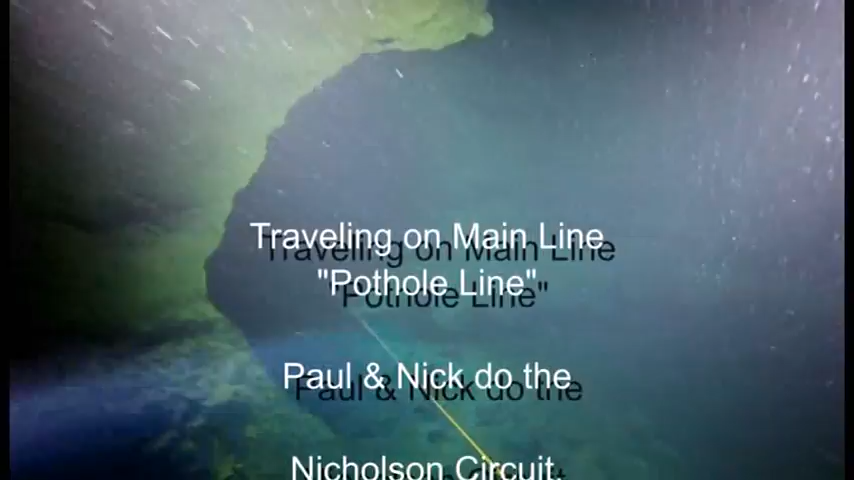 Traveling on Main Line
"Pothole Line"
Paul & Nick do the
Nicholson Circuit.